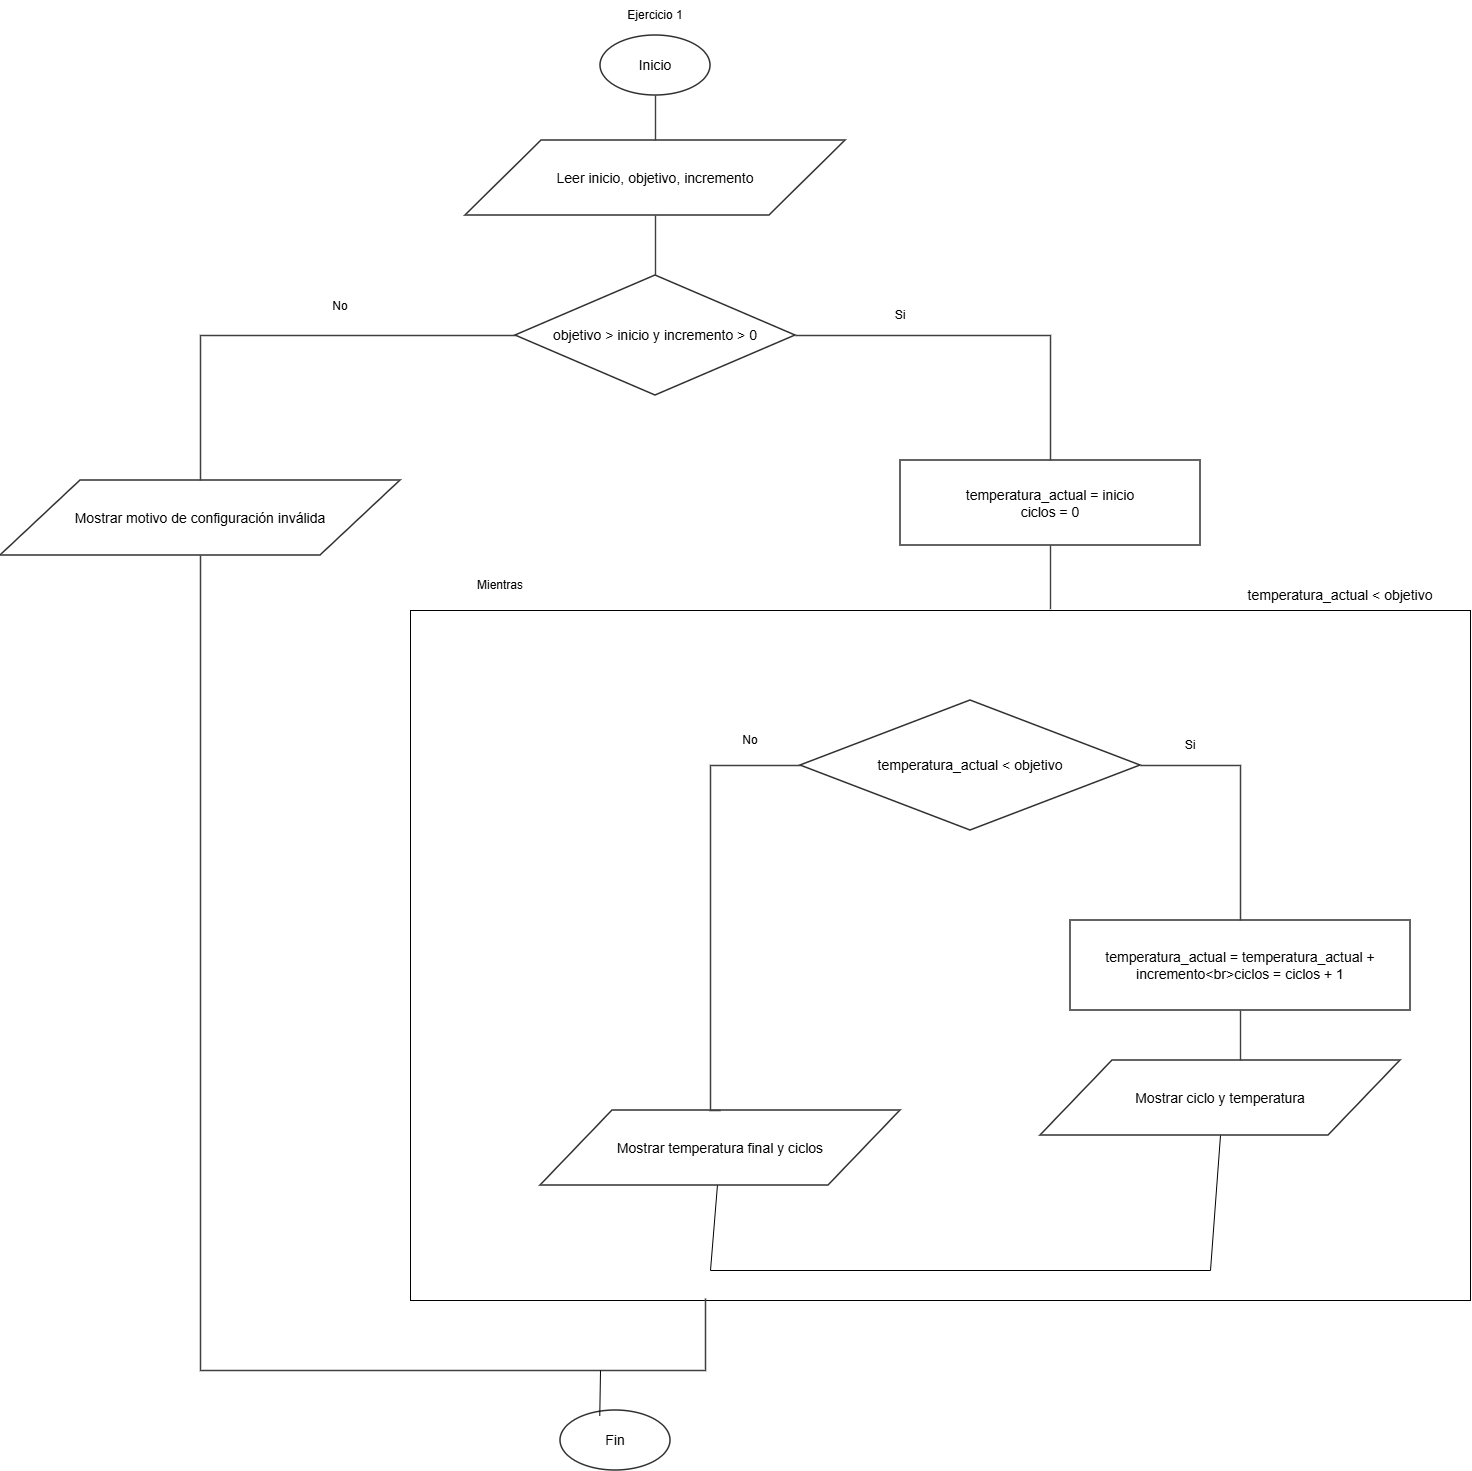 Ejercicio 1
Inicio
Leer inicio, objetivo, incremento
No
Si
objetivo > inicio y incremento > 0
temperatura_actual = inicio
ciclos = 0
Mostrar motivo de configuración inválida
Mientras
temperatura_actual < objetivo
No
Si
temperatura_actual < objetivo
temperatura_actual = temperatura_actual +
incremento<br>ciclos = ciclos + 1
Mostrar ciclo y temperatura
Mostrar temperatura final y ciclos
Fin